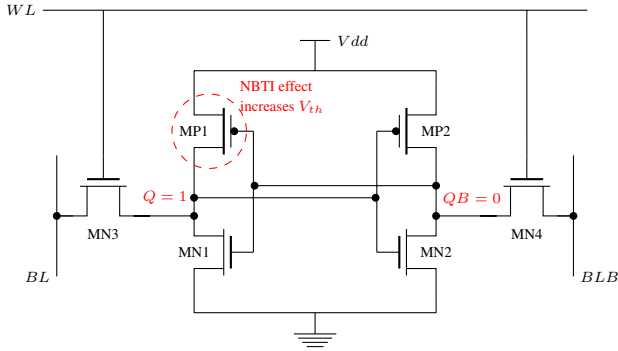 WL
Vdd
NBTI effect
increases V_th
MP1
MP2
Q = 1
QB = 0
MN3
MN1
MN2
MN4
BL
BLB